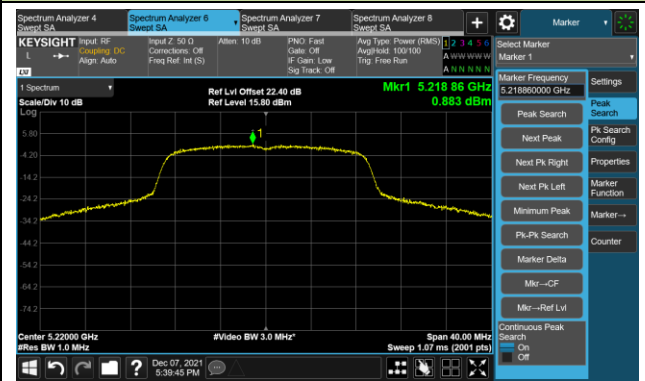 Spectrum Analyzer 4
Swept SA
Spectrum Analyzer 6
Swept SA
Spectrum Analyzer 7
Swept SA
Spectrum Analyzer 8
Swept SA
+
Marker
KEYSIGHT
L
LXI
Input: RF
Coupling: DC
Align: Auto
Input Z: 50 Ω
Corrections: Off
Freq Ref: Int (S)
Atten: 10 dB
PNO: Fast
Gate: Off
IF Gain: Low
Sig Track: Off
Avg Type: Power (RMS)
Avg|Hold: 100/100
Trig: Free Run
1 2 3 4 5 6
A W W W W W
A N N N N N
Select Marker
Marker 1
1 Spectrum
Scale/Div 10 dB
Log
Ref Lvl Offset 22.40 dB
Ref Level 15.80 dBm
Mkr1 5.218 86 GHz
0.883 dBm
5.80
-4.20
-14.2
-24.2
-34.2
-44.2
-54.2
-64.2
-74.2
1
Center 5.22000 GHz
#Res BW 1.0 MHz
#Video BW 3.0 MHz*
Span 40.00 MHz
Sweep 1.07 ms (2001 pts)
Marker Frequency
5.218860000 GHz
Peak Search
Next Peak
Next Pk Right
Next Pk Left
Minimum Peak
Pk-Pk Search
Marker Delta
Mkr→CF
Mkr→Ref Lvl
Continuous Peak
Search
On
Off
Settings
Peak
Search
Pk Search
Config
Properties
Marker
Function
Marker→
Counter
?
Dec 07, 2021
5:39:45 PM